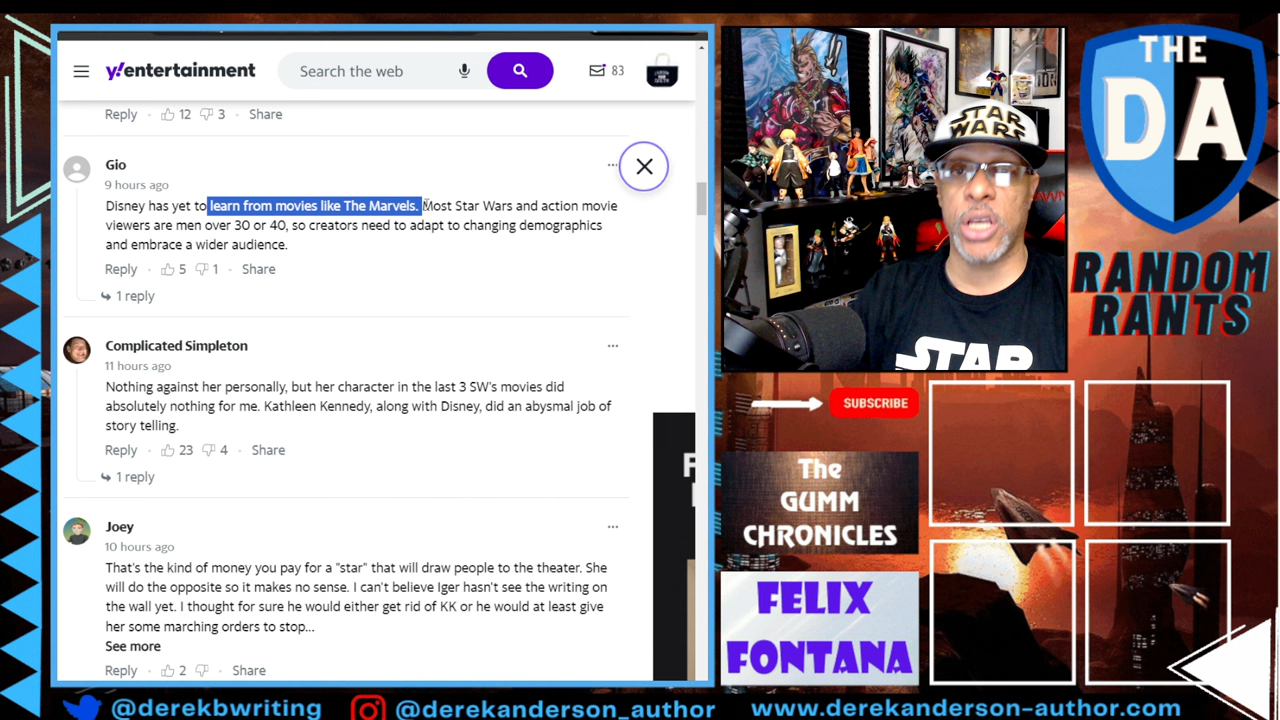 y!entertainment
Search the web
83
Reply · 12 3 · Share
Gio
9 hours ago
Disney has yet to learn from movies like The Marvels. Most Star Wars and action movie
viewers are men over 30 or 40, so creators need to adapt to changing demographics
and embrace a wider audience.
Reply · 5 1 · Share
1 reply
Complicated Simpleton
11 hours ago
Nothing against her personally, but her character in the last 3 SW's movies did
absolutely nothing for me. Kathleen Kennedy, along with Disney, did an abysmal job of
story telling.
Reply · 23 4 · Share
1 reply
Joey
10 hours ago
That's the kind of money you pay for a "star" that will draw people to the theater. She
will do the opposite so it makes no sense. I can't believe Iger hasn't see the writing on
the wall yet. I thought for sure he would either get rid of KK or he would at least give
her some marching orders to stop...
See more
Reply · 2 · Share
STAR
WARS
STAR
THE
DA
RANDOM
RANTS
SUBSCRIBE
The
GUMM
CHRONICLES
FELIX
FONTANA
@derekbwriting
@derekanderson_author
www.derekanderson-author.com